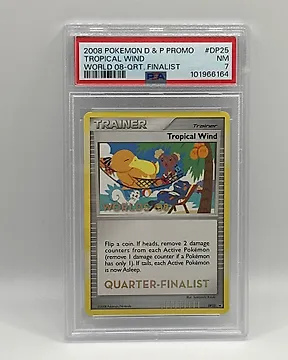 2008 POKEMON D & P PROMO #DP25
TROPICAL WIND NM
WORLD 08-QRT. FINALIST 7
PSA 101966164
TRAINER Trainer
Tropical Wind
Flip a coin. If heads, remove 2 damage
counters from each Active Pokémon
(remove 1 damage counter if a Pokémon
has only 1). If tails, each Active Pokémon
is now Asleep.
QUARTER-FINALIST